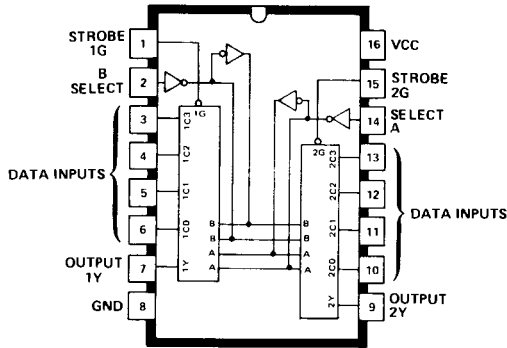 STROBE
1G
1
B
SELECT
2
3
4
DATA INPUTS
5
6
OUTPUT
1Y
7
GND
8
16
VCC
15
STROBE
2G
14
SELECT
A
13
12
DATA INPUTS
11
10
9
OUTPUT
2Y
1G
1C3
1C2
1C1
1C0
1Y
B
B
A
A
2G
2C3
2C2
2C1
2C0
2Y
B
B
A
A